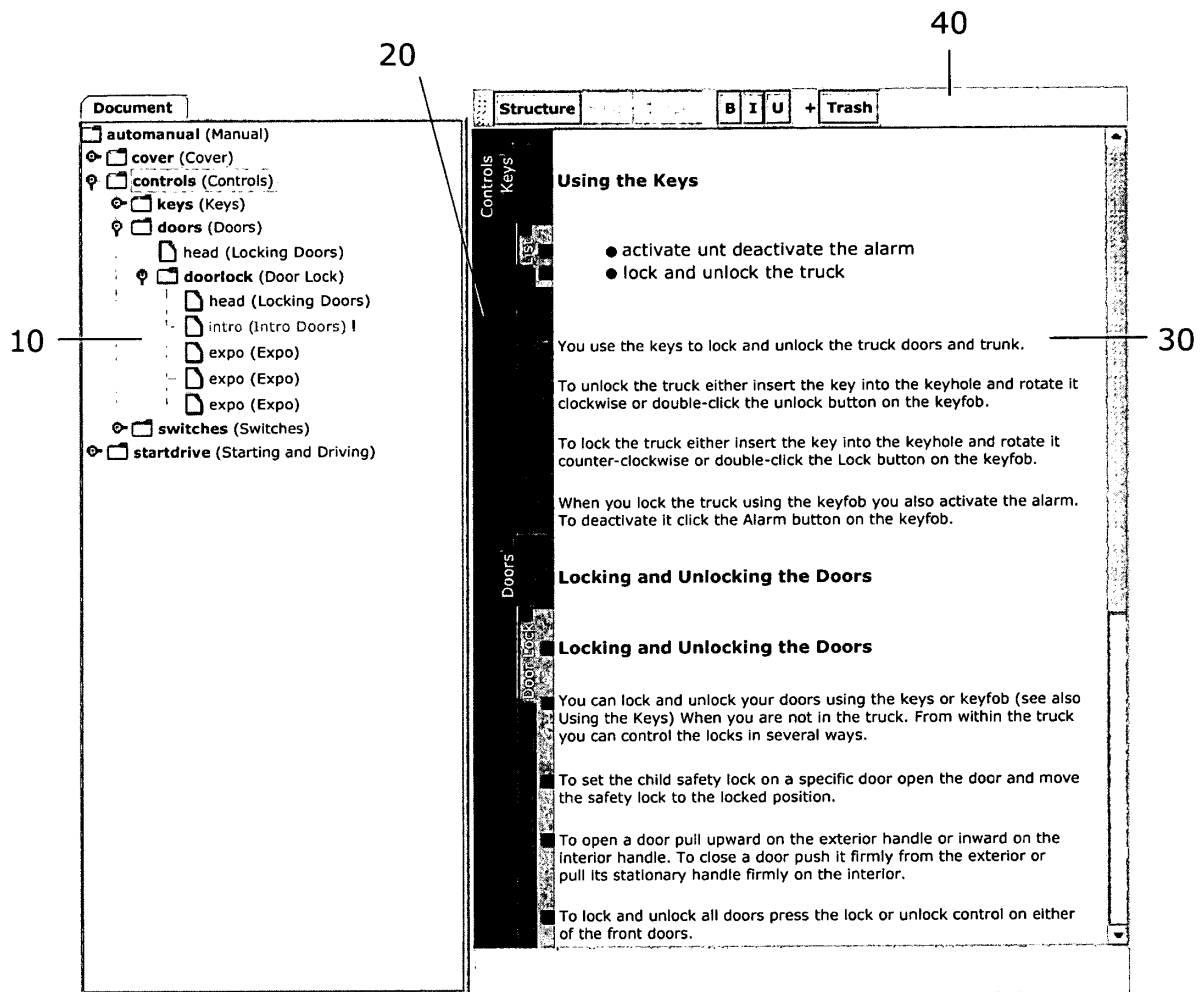 40
20
Document
Structure
B I U + Trash
automanual (Manual)
cover (Cover)
controls (Controls)
keys (Keys)
doors (Doors)
head (Locking Doors)
doorlock (Door Lock)
head (Locking Doors)
intro (Intro Doors) !
expo (Expo)
expo (Expo)
expo (Expo)
switches (Switches)
startdrive (Starting and Driving)
10
Controls
Keys
List
Doors
Door Lock
Using the Keys
● activate unt deactivate the alarm
● lock and unlock the truck
30
You use the keys to lock and unlock the truck doors and trunk.
To unlock the truck either insert the key into the keyhole and rotate it
clockwise or double-click the unlock button on the keyfob.
To lock the truck either insert the key into the keyhole and rotate it
counter-clockwise or double-click the Lock button on the keyfob.
When you lock the truck using the keyfob you also activate the alarm.
To deactivate it click the Alarm button on the keyfob.
Locking and Unlocking the Doors
Locking and Unlocking the Doors
You can lock and unlock your doors using the keys or keyfob (see also
Using the Keys) When you are not in the truck. From within the truck
you can control the locks in several ways.
To set the child safety lock on a specific door open the door and move
the safety lock to the locked position.
To open a door pull upward on the exterior handle or inward on the
interior handle. To close a door push it firmly from the exterior or
pull its stationary handle firmly on the interior.
To lock and unlock all doors press the lock or unlock control on either
of the front doors.